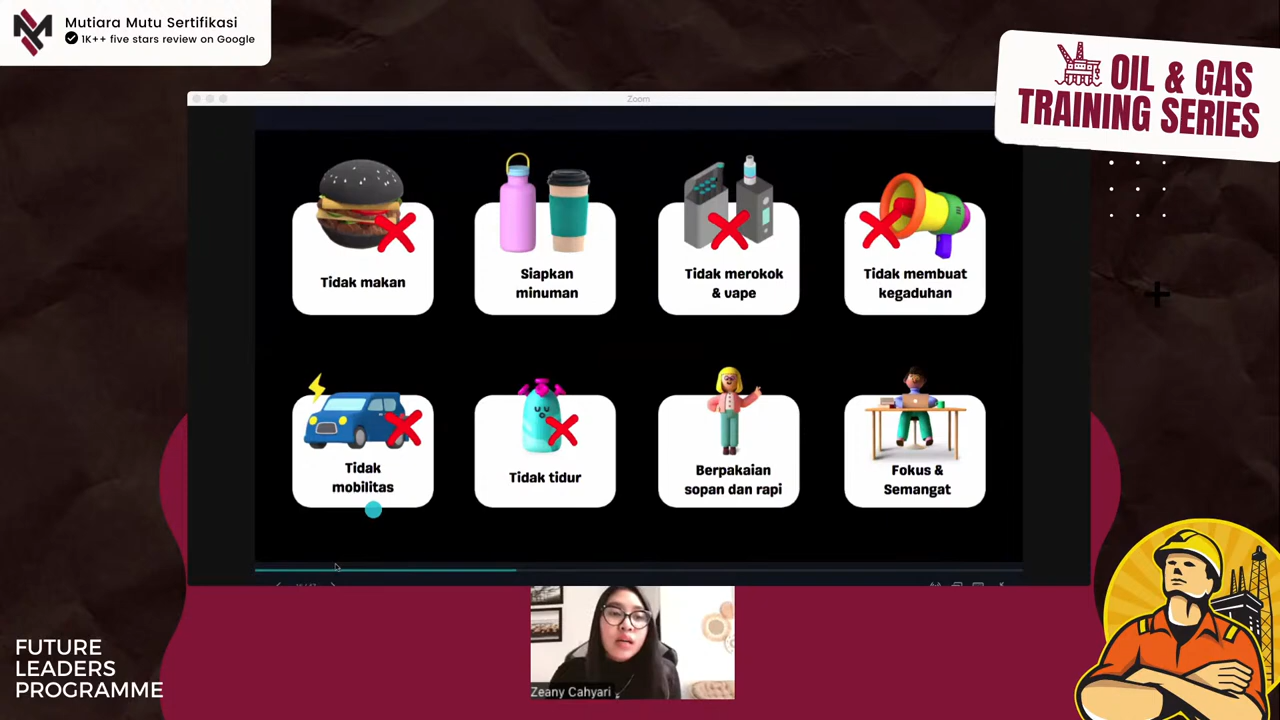 Mutiara Mutu Sertifikasi
1K++ five stars review on Google
OIL & GAS
TRAINING SERIES
Zoom
Tidak makan
Siapkan
minuman
Tidak merokok
& vape
Tidak membuat
kegaduhan
Tidak
mobilitas
Tidak tidur
Berpakaian
sopan dan rapi
Fokus &
Semangat
Zeany Cahyari
FUTURE
LEADERS
PROGRAMME